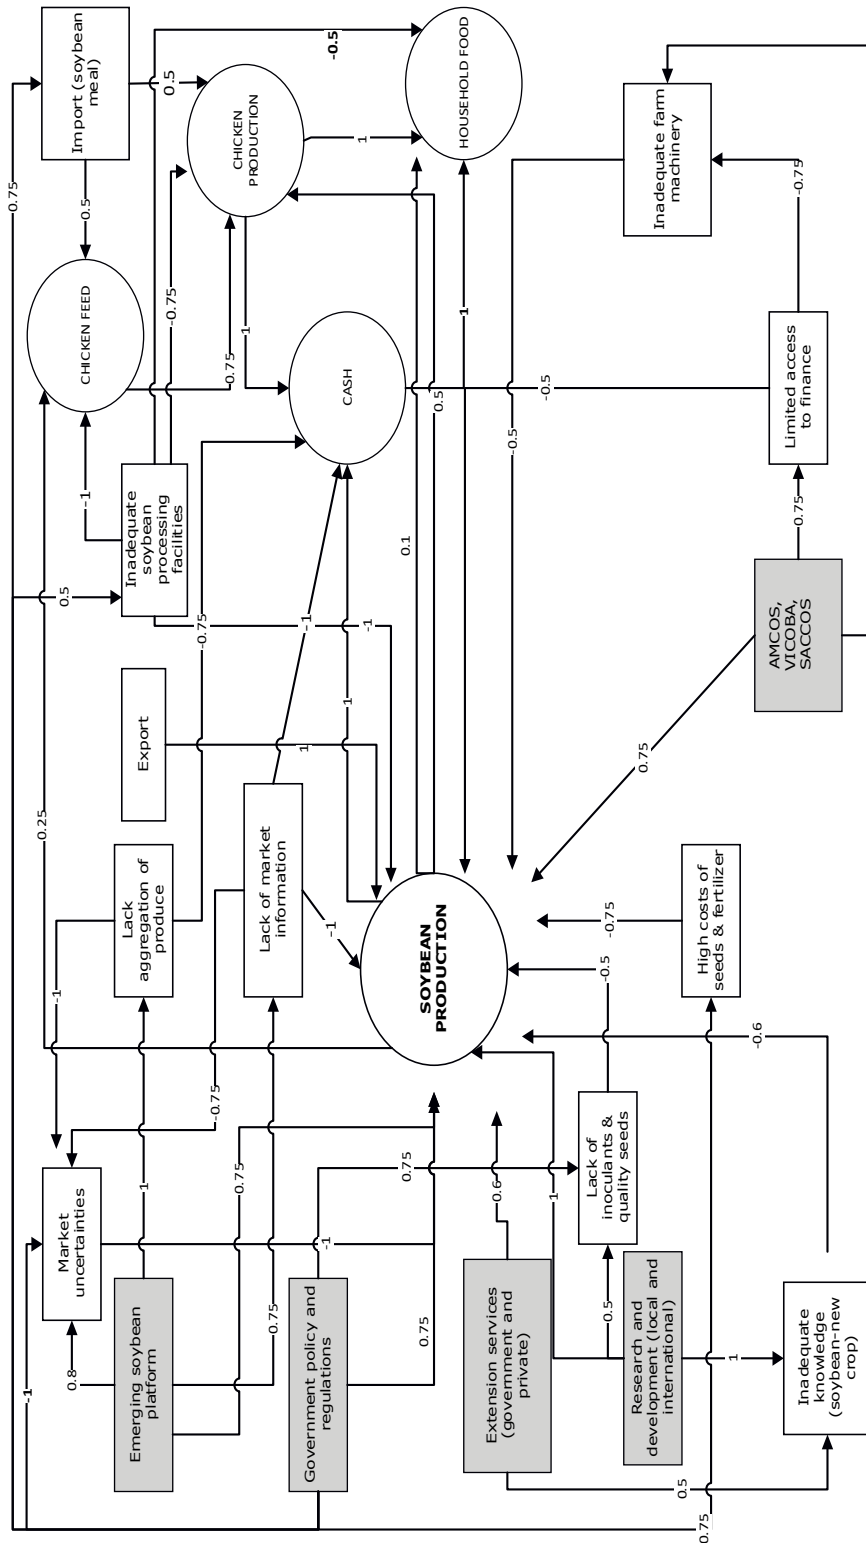 Import (soybean
meal)
CHICKEN
PRODUCTION
HOUSEHOLD FOOD
Inadequate farm
machinery
CHICKEN FEED
CASH
Limited access
to finance
Inadequate
soybean
processing
facilities
Export
AMCOS,
VICOBA,
SACCOS
Lack
aggregation of
produce
Lack of market
information
SOYBEAN
PRODUCTION
High costs of
seeds & fertilizer
Market
uncertainties
Lack of
inoculants &
quality seeds
Emerging soybean
platform
Government policy and
regulations
Extension services
(government and
private)
Research and
development (local and
international)
Inadequate
knowledge
(soybean-new
crop)
0.75
0.5
-0.5
1
0.5
-0.75
0.75
1
-0.75
-1
0.5
1
-0.5
-0.5
0.5
0.75
0.1
-0.75
-1
-1
1
1
0.75
0.25
-1
-1
-0.75
-0.5
-0.75
-0.6
1
0.75
0.75
-0.6
1
0.8
-1
0.75
-1
0.75
0.5
1
0.5
0.75